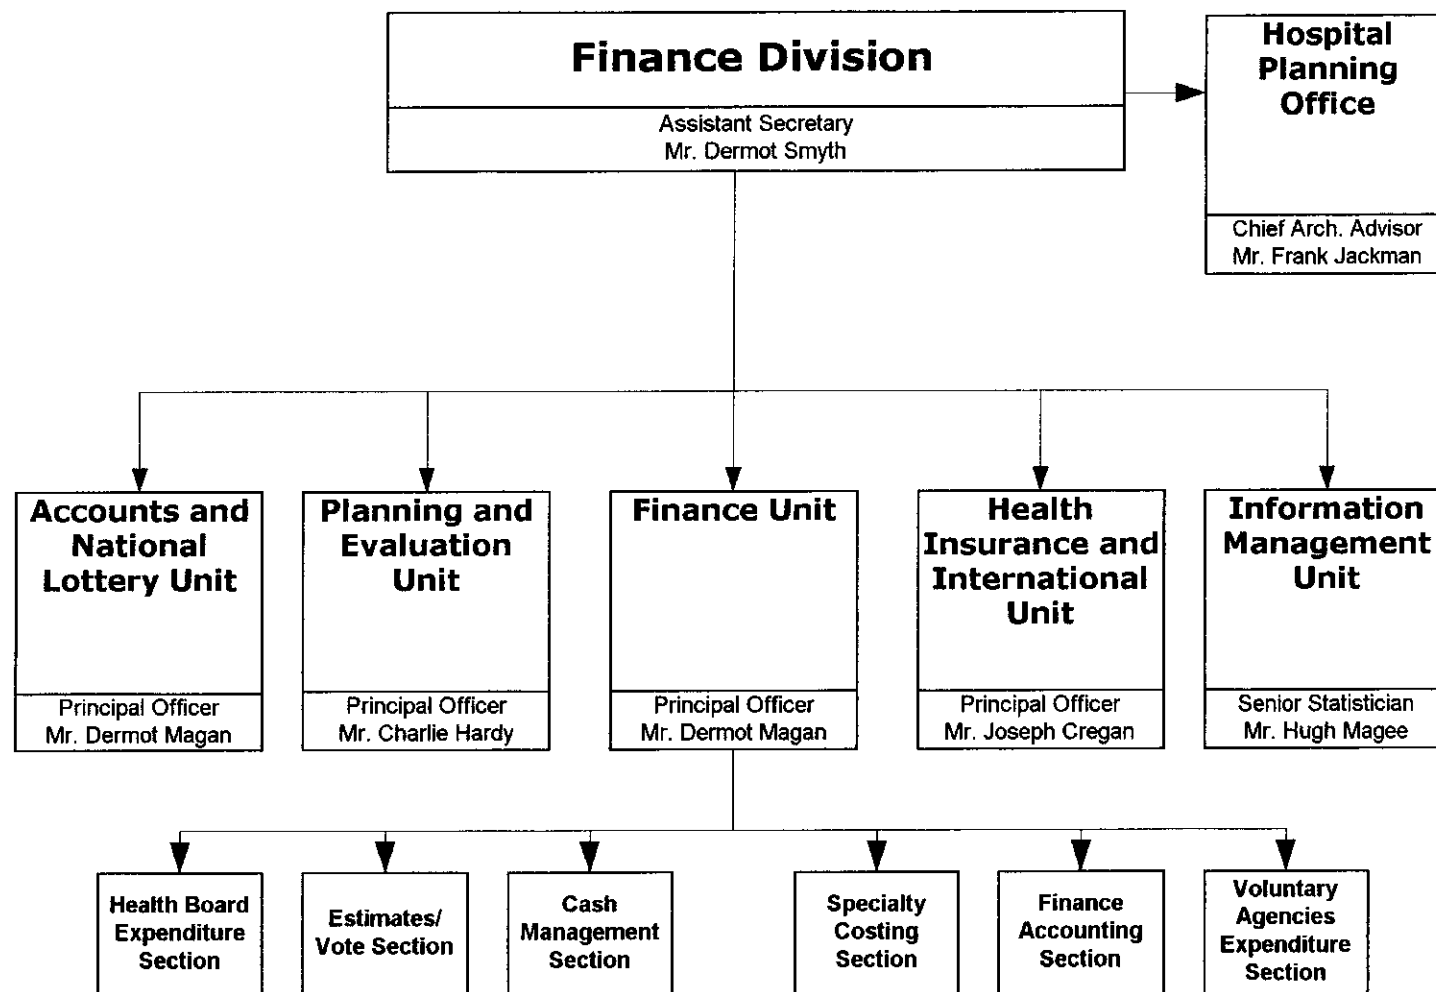 Finance Division
Assistant Secretary
Mr. Dermot Smyth
Hospital
Planning
Office
Chief Arch. Advisor
Mr. Frank Jackman
Accounts and
National
Lottery Unit
Principal Officer
Mr. Dermot Magan
Planning and
Evaluation
Unit
Principal Officer
Mr. Charlie Hardy
Finance Unit
Principal Officer
Mr. Dermot Magan
Health
Insurance and
International
Unit
Principal Officer
Mr. Joseph Cregan
Information
Management
Unit
Senior Statistician
Mr. Hugh Magee
Health Board
Expenditure
Section
Estimates/
Vote Section
Cash
Management
Section
Specialty
Costing
Section
Finance
Accounting
Section
Voluntary
Agencies
Expenditure
Section